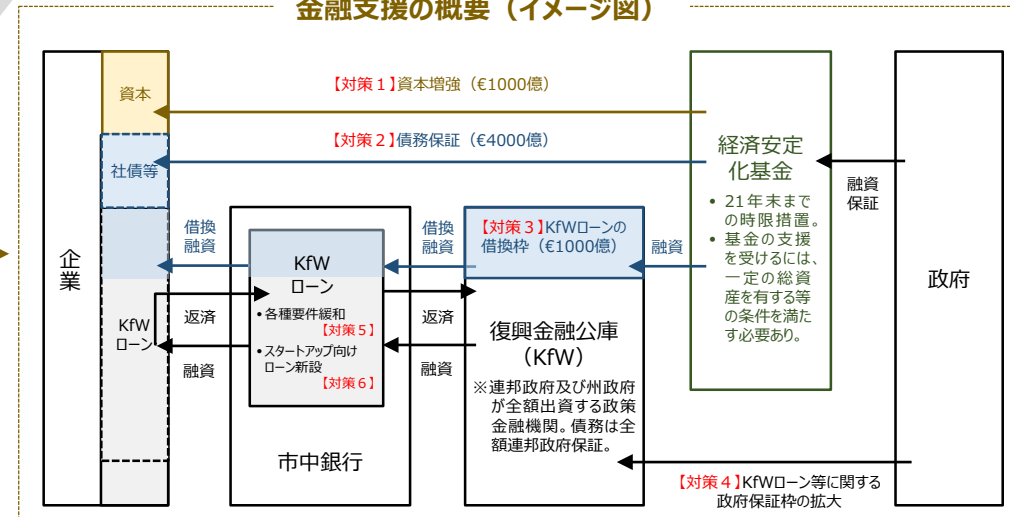 金融支援の概要（イメージ図）
企業
資本
社債等
KfW
ローン
【対策１】資本増強（€1000億）
【対策２】債務保証（€4000億）
借換
融資
返済
融資
KfW
ローン
•各種要件緩和
【対策５】
•スタートアップ向け
ローン新設
【対策６】
市中銀行
借換
融資
返済
融資
【対策３】KfWローンの
借換枠（€1000億）
復興金融公庫
（KfW）
※連邦政府及び州政府
が全額出資する政策
金融機関。債務は全
額連邦政府保証。
融資
経済安定
化基金
• 21年末まで
の時限措置。
• 基金の支援
を受けるには、
一定の総資
産を有する等
の条件を満た
す必要あり。
融資
保証
政府
【対策４】KfWローン等に関する
政府保証枠の拡大